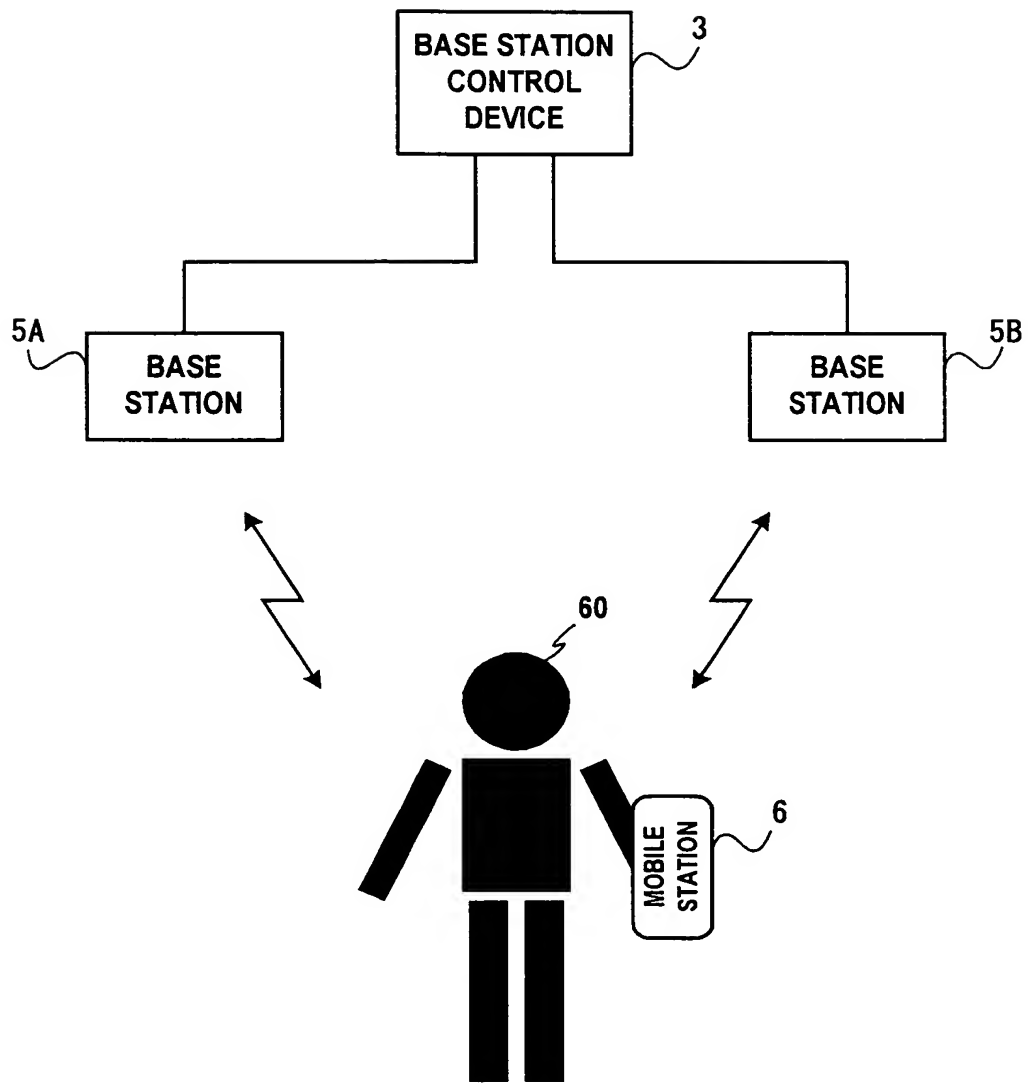 3
BASE STATION
CONTROL
DEVICE
5A
BASE
STATION
5B
BASE
STATION
60
6
MOBILE
STATION